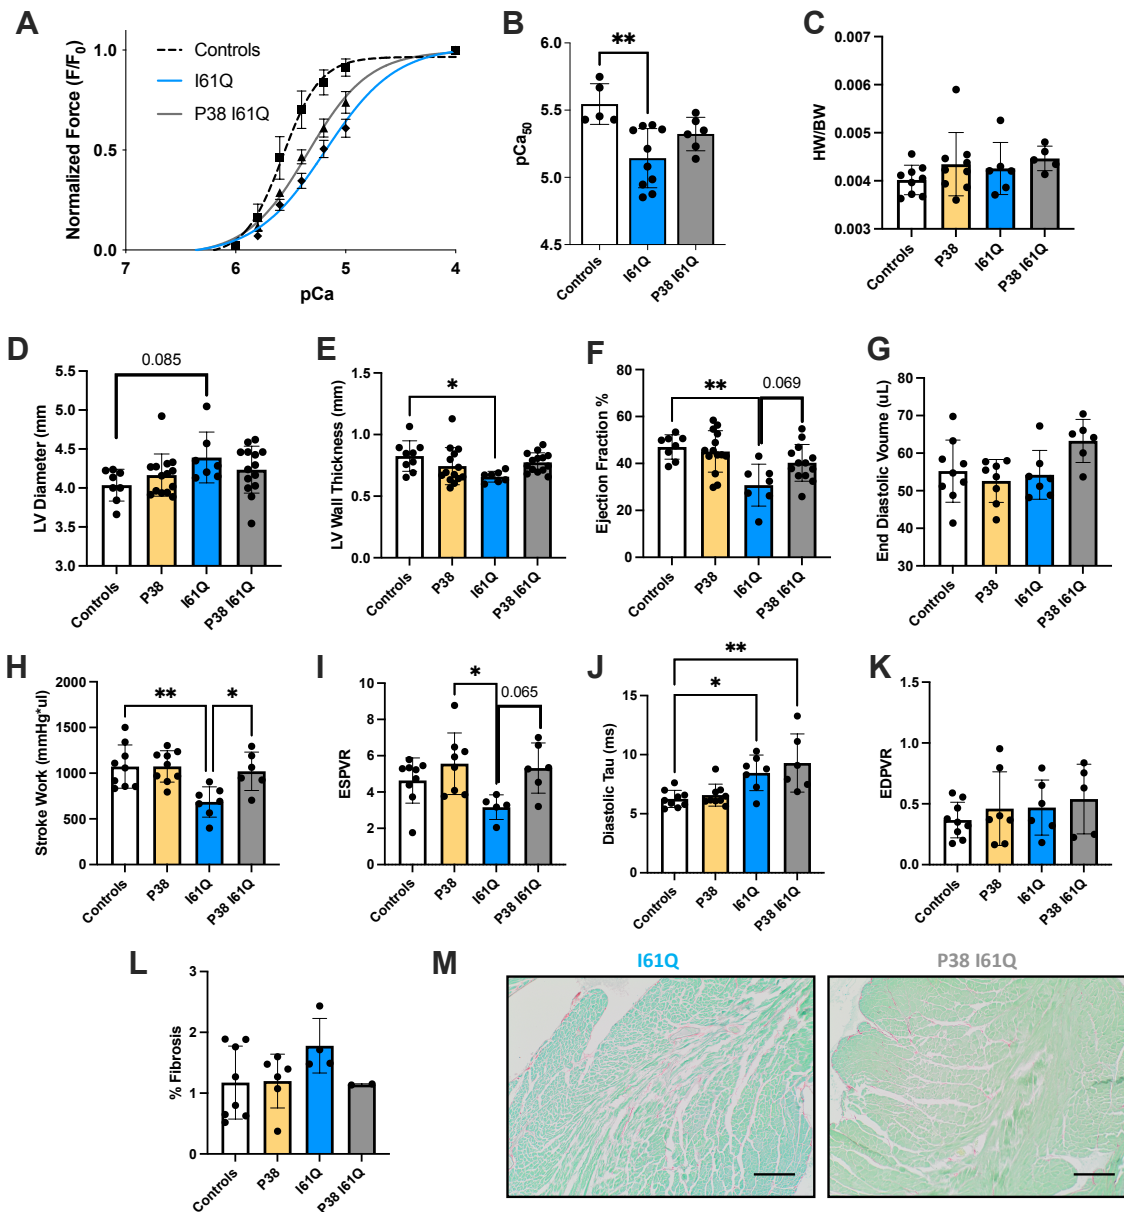 A
Normalized Force (F/F0)
1.0
0.5
0.0
7
6
5
4
pCa
Controls
I61Q
P38 I61Q
B
pCa50
6.0
5.5
5.0
4.5
**
Controls
I61Q
P38 I61Q
C
HW/BW
0.007
0.006
0.005
0.004
0.003
Controls
P38
I61Q
P38 I61Q
D
LV Diameter (mm
5.5
5.0
4.5
4.0
3.5
3.0
0.085
Controls
P38
I61Q
P38 I61Q
E
LV Wall Thickness (mm)
1.5
1.0
0.5
0.0
*
Controls
P38
I61Q
P38 I61Q
F
Ejection Fraction %
80
60
40
20
0
**
0.069
Controls
P38
I61Q
P38 I61Q
G
End Diastolic Voume (uL)
80
70
60
50
40
30
Controls
P38
I61Q
P38 I61Q
H
Stroke Work (mmHg*ul)
2000
1500
1000
500
0
**
*
Controls
P38
I61Q
P38 I61Q
I
ESPVR
10
8
6
4
2
0
*
0.065
Controls
P38
I61Q
P38 I61Q
J
Diastolic Tau (ms)
15
10
5
0
**
*
Controls
P38
I61Q
P38 I61Q
K
EDPVR
1.5
1.0
0.5
0.0
Controls
P38
I61Q
P38 I61Q
L
% Fibrosis
3
2
1
0
Controls
P38
I61Q
P38 I61Q
M
I61Q
P38 I61Q